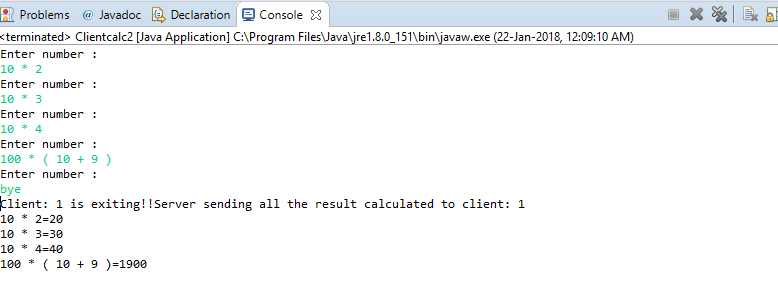 Problems @ Javadoc Declaration Console
<terminated> Clientcalc2 [Java Application] C:\Program Files\Java\jre1.8.0_151\bin\javaw.exe (22-Jan-2018, 12:09:10 AM)
Enter number :
10 * 2
Enter number :
10 * 3
Enter number :
10 * 4
Enter number :
100 * ( 10 + 9 )
Enter number :
bye
Client: 1 is exiting!!Server sending all the result calculated to client: 1
10 * 2=20
10 * 3=30
10 * 4=40
100 * ( 10 + 9 )=1900